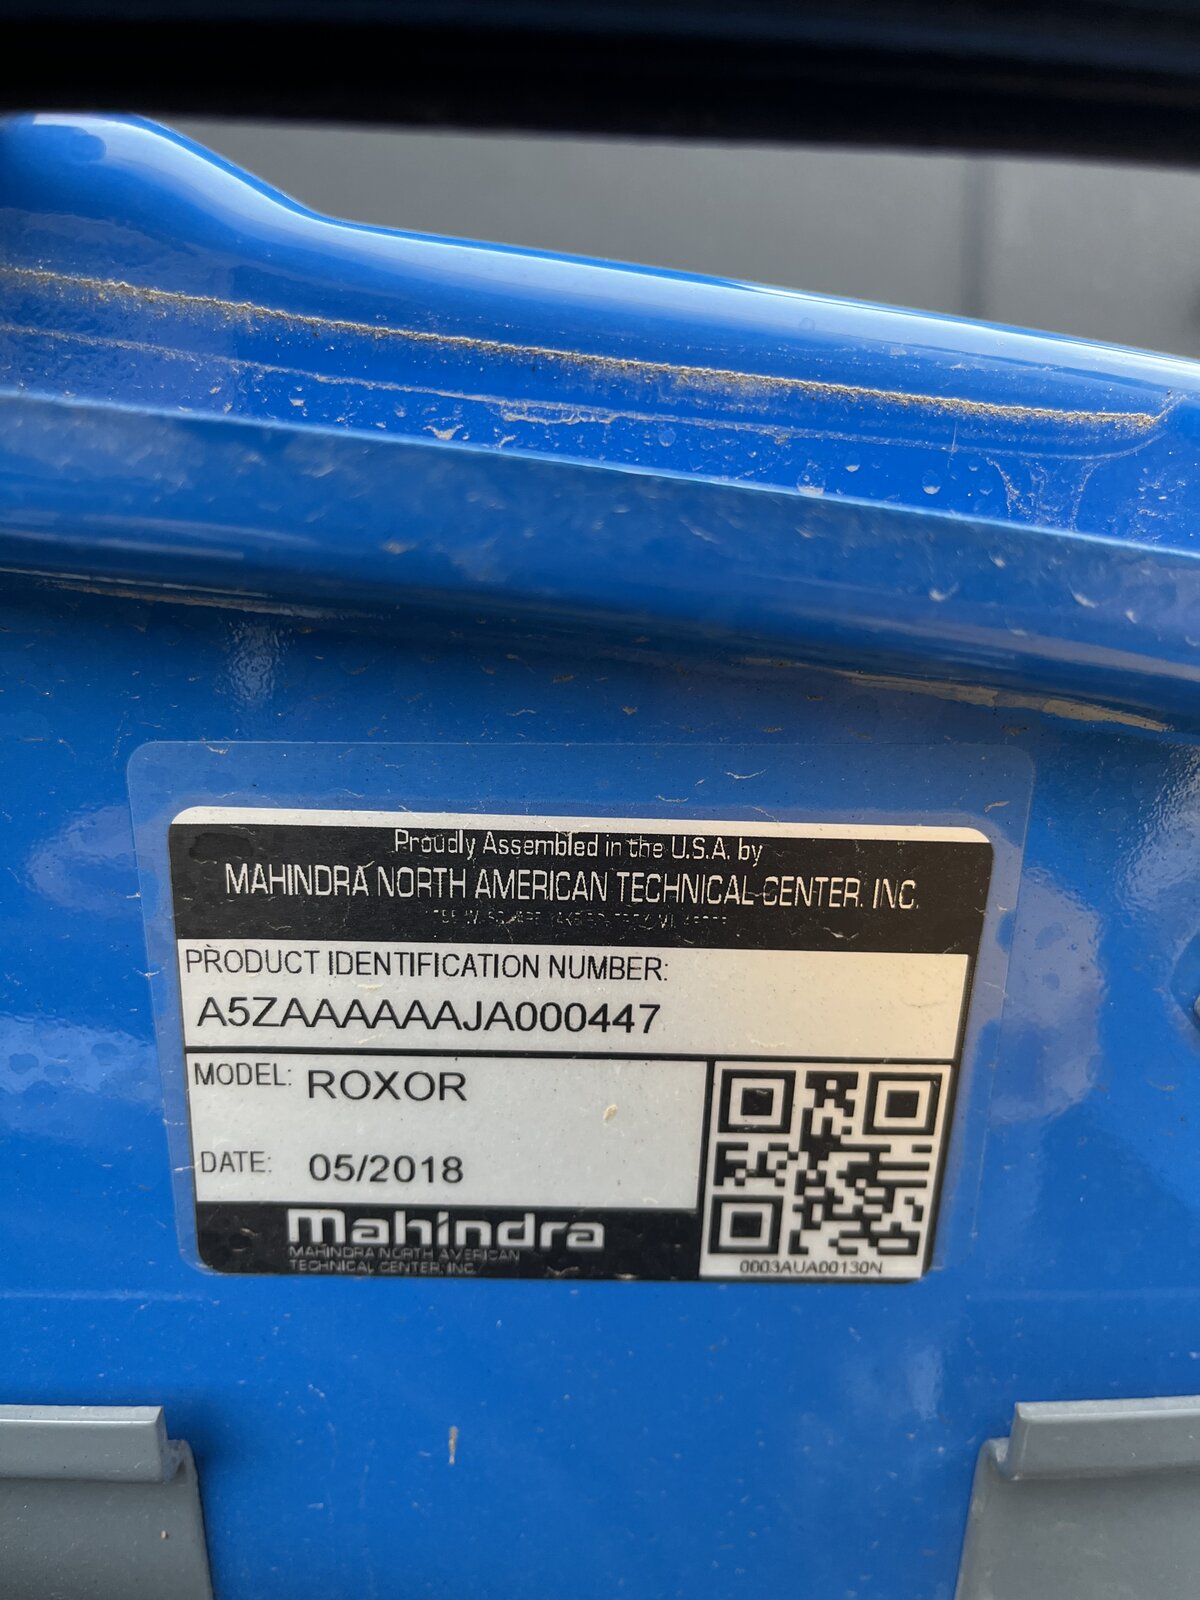 Proudly Assembled in the U.S.A. by
MAHINDRA NORTH AMERICAN TECHNICAL CENTER, INC.
PRODUCT IDENTIFICATION NUMBER:
A5ZAAAAAAJA000447
MODEL: ROXOR
DATE: 05/2018
mahindra
MAHINDRA NORTH AMERICAN
TECHNICAL CENTER, INC.
0003AUA00130N